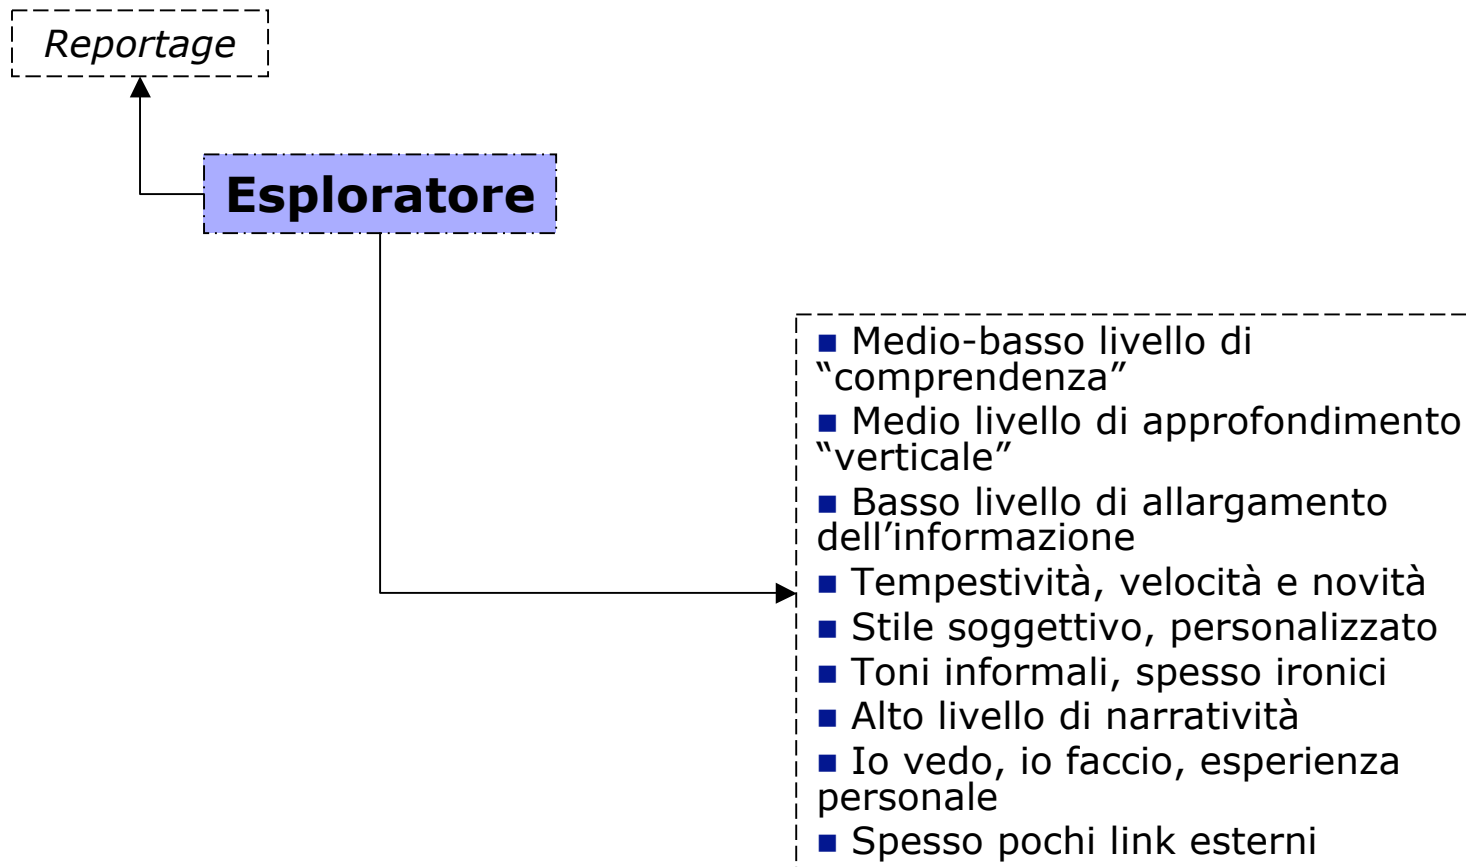 Reportage
Esploratore
■ Medio-basso livello di
“comprendenza”
■ Medio livello di approfondimento
“verticale”
■ Basso livello di allargamento
dell’informazione
■ Tempestività, velocità e novità
■ Stile soggettivo, personalizzato
■ Toni informali, spesso ironici
■ Alto livello di narratività
■ Io vedo, io faccio, esperienza
personale
■ Spesso pochi link esterni